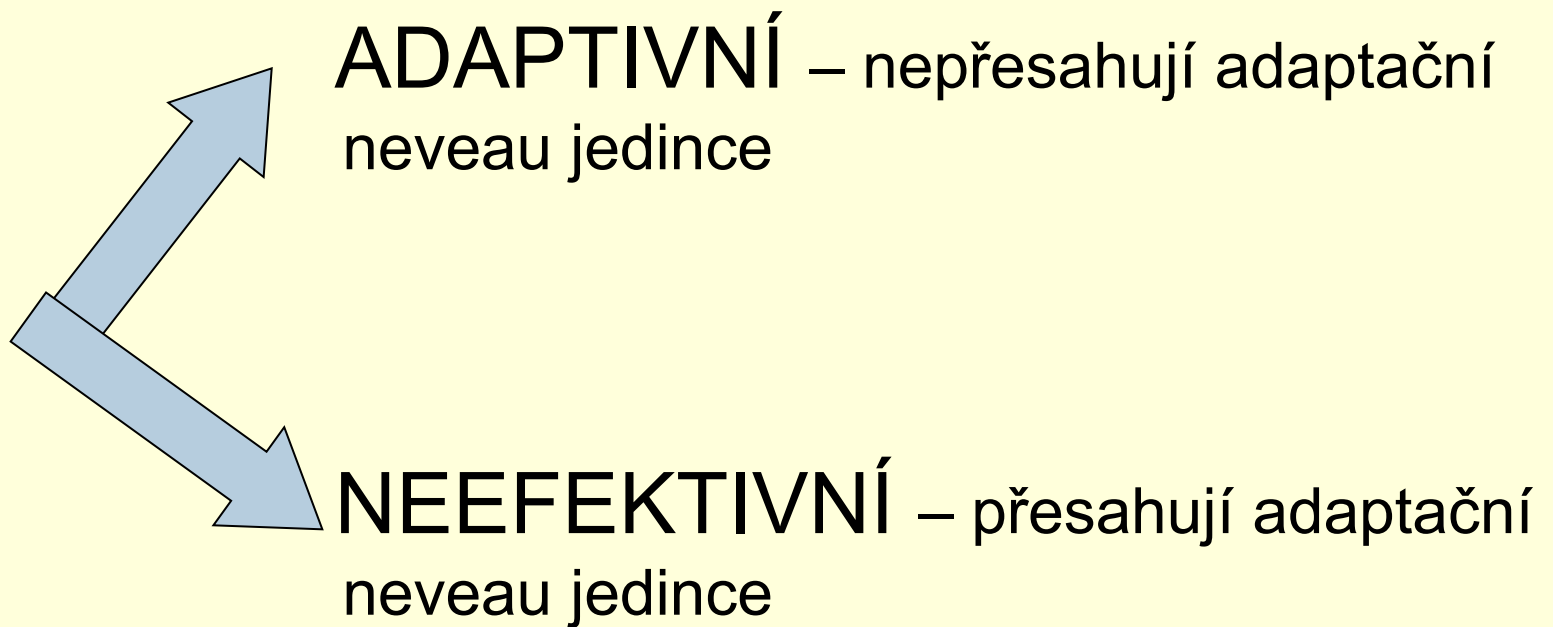 ADAPTIVNÍ – nepřesahují adaptační
neveau jedince
NEEFEKTIVNÍ – přesahují adaptační
neveau jedince